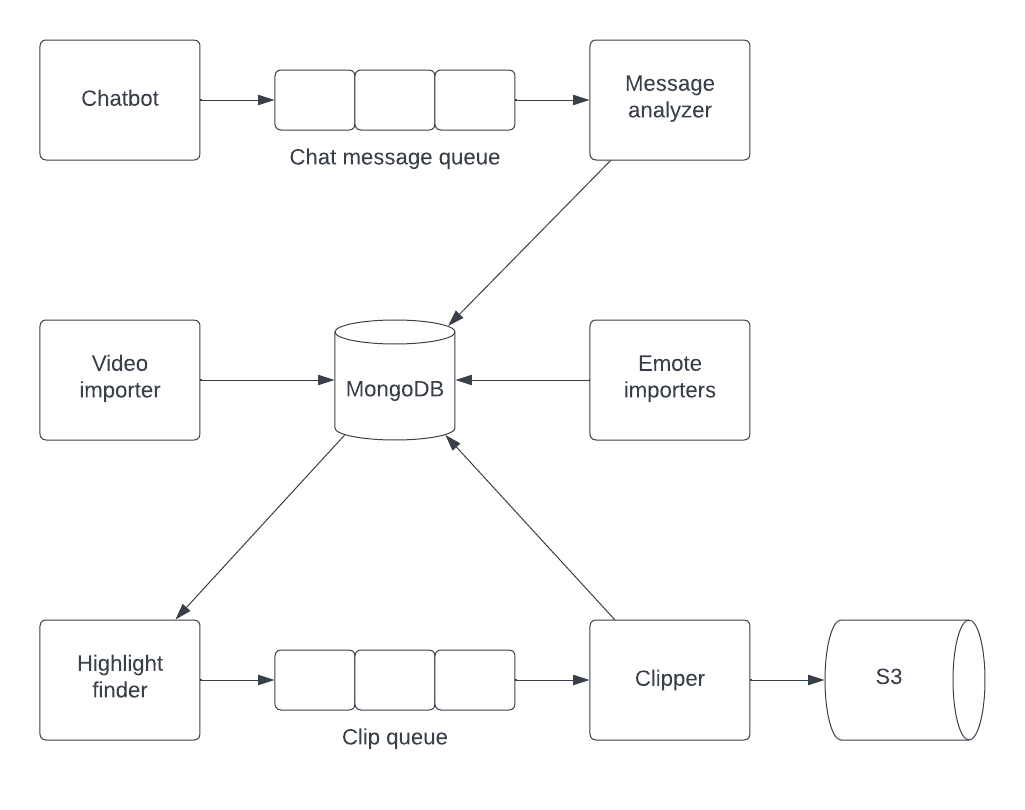 Chatbot
Message
analyzer
Chat message queue
Video
importer
MongoDB
Emote
importers
Highlight
finder
Clipper
S3
Clip queue